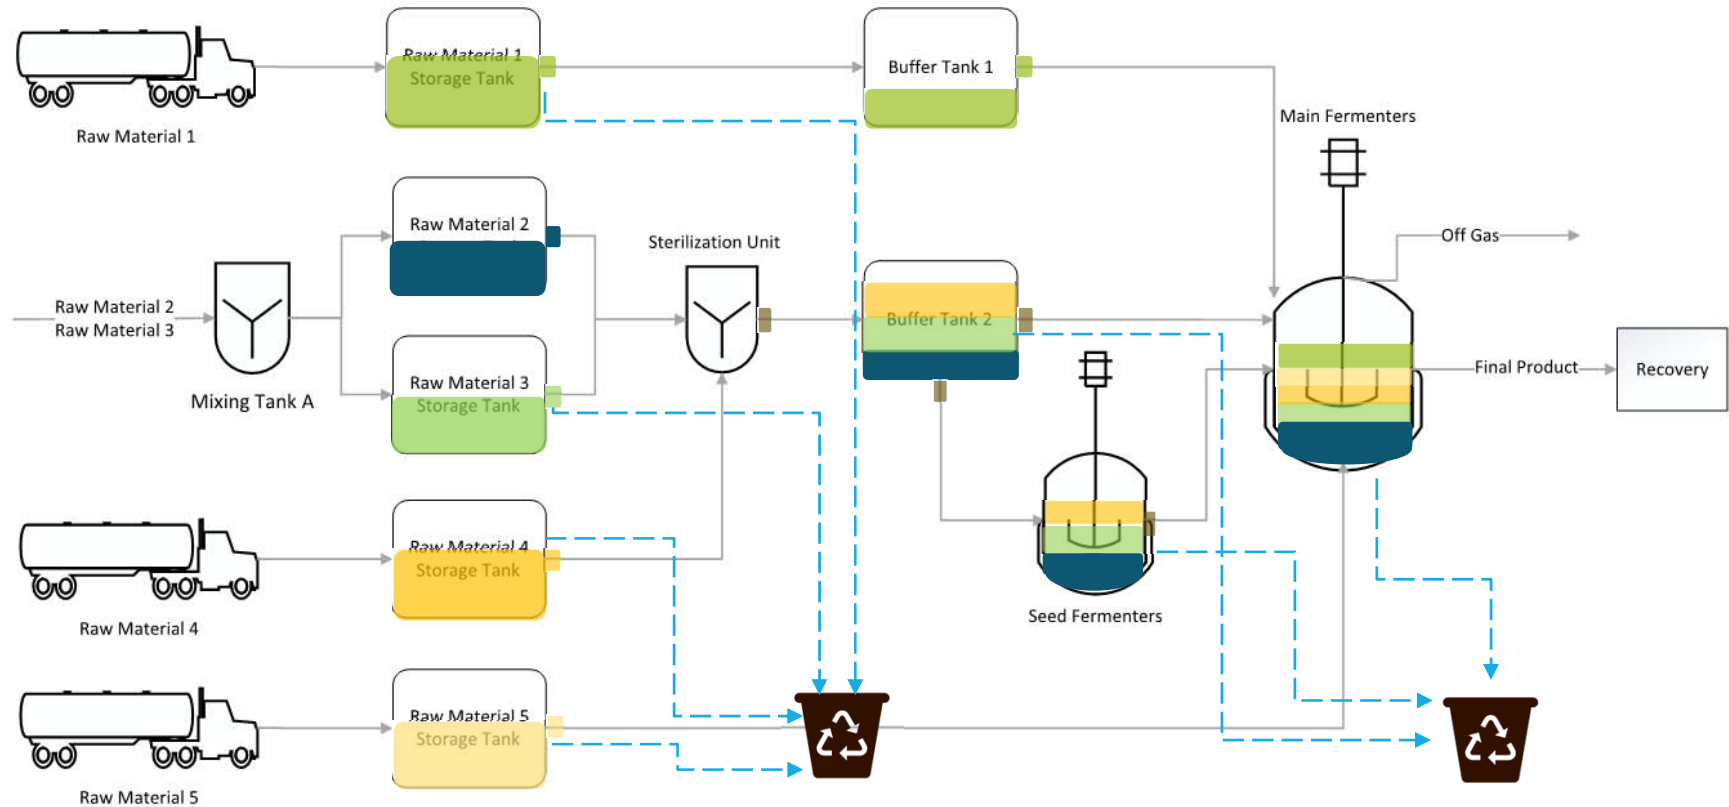 Raw Material 1
Storage Tank
Buffer Tank 1
Raw Material 1
Main Fermenters
Raw Material 2
Sterilization Unit
Off Gas
Raw Material 2
Raw Material 3
Buffer Tank 2
Mixing Tank A
Raw Material 3
Storage Tank
Final Product
Recovery
Raw Material 4
Storage Tank
Raw Material 4
Seed Fermenters
Raw Material 5
Storage Tank
Raw Material 5